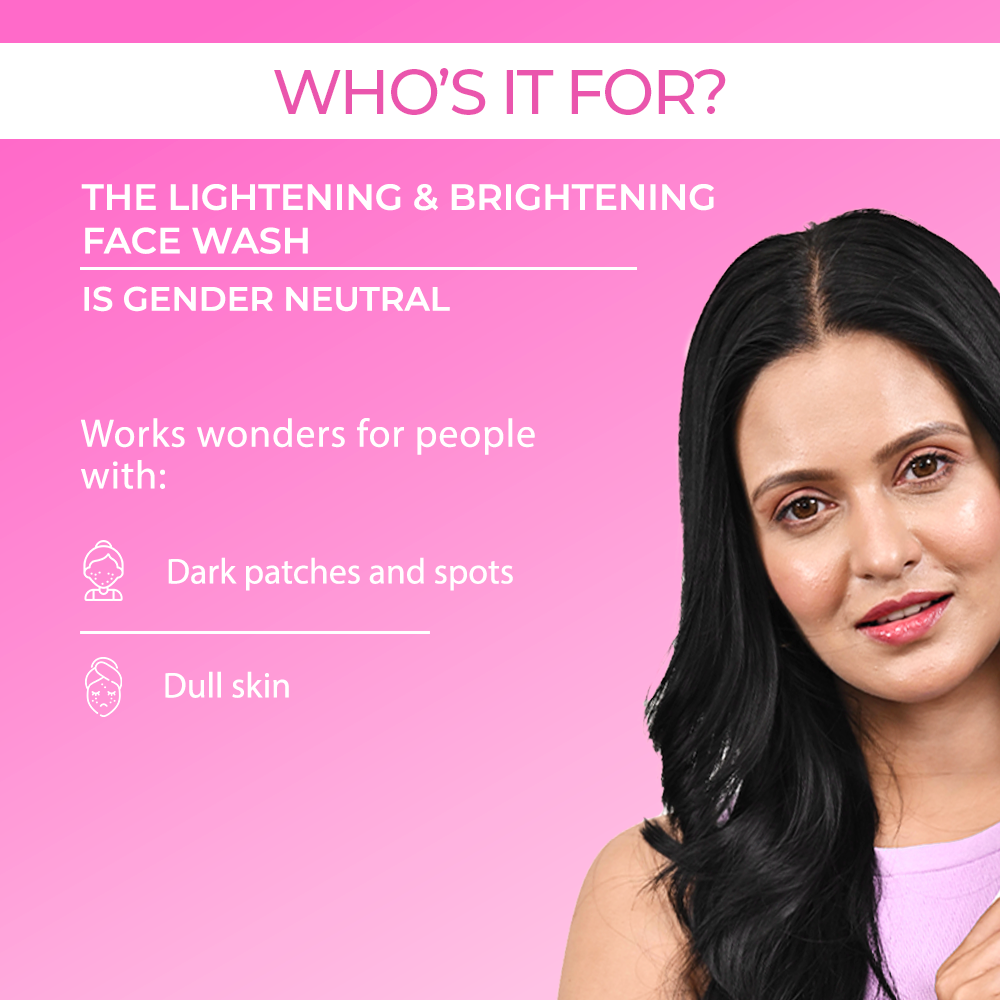 WHO'S IT FOR?
THE LIGHTENING & BRIGHTENING
FACE WASH
IS GENDER NEUTRAL
Works wonders for people
with:
Dark patches and spots
Dull skin